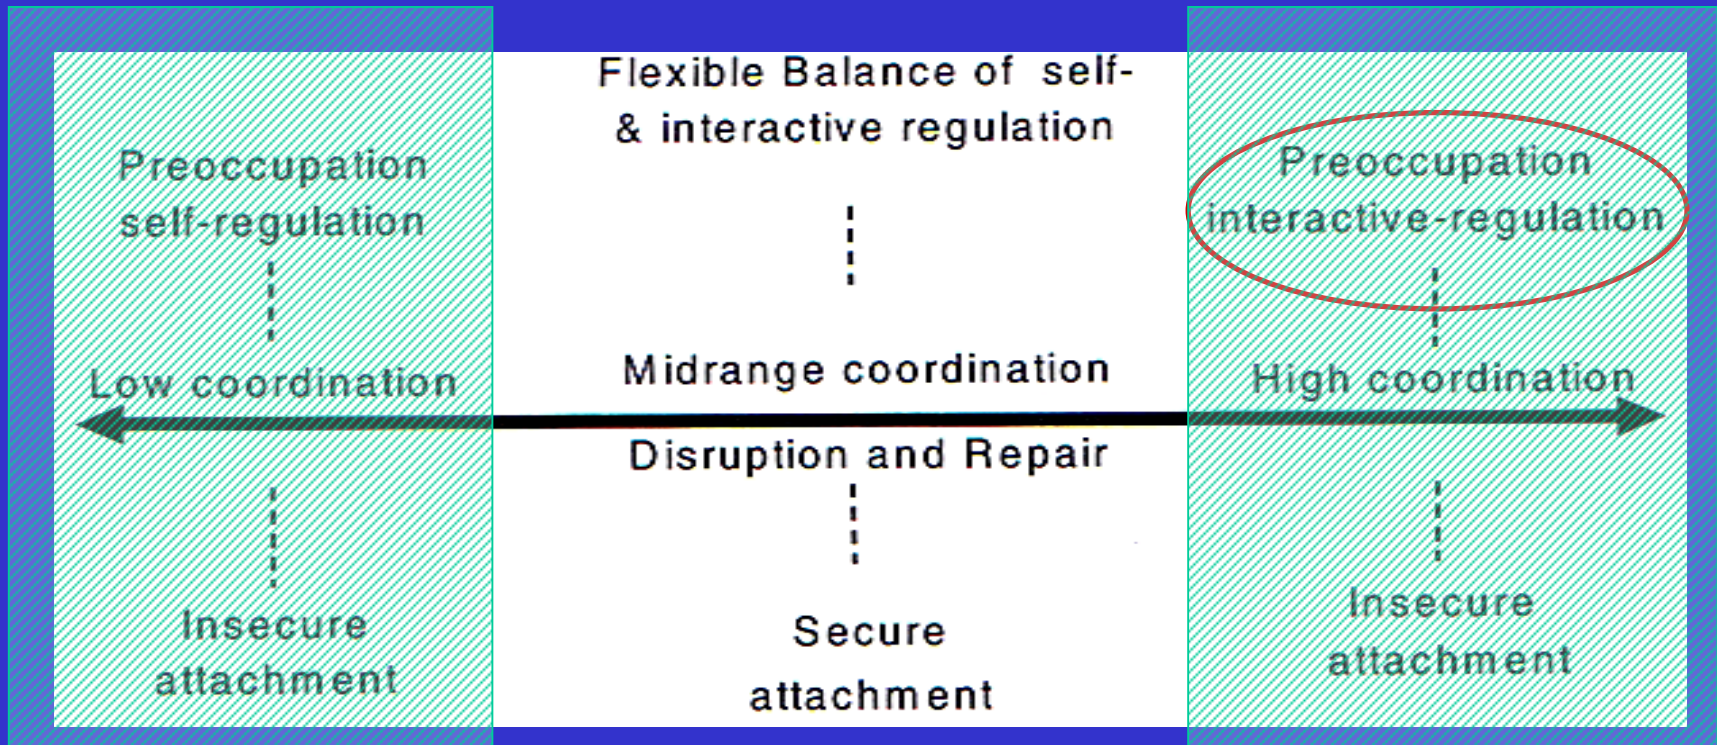 Flexible Balance of self-
& interactive regulation
Preoccupation
self-regulation
Preoccupation
interactive-regulation
Low coordination
Midrange coordination
High coordination
Disruption and Repair
Insecure
attachment
Secure
attachment
Insecure
attachment